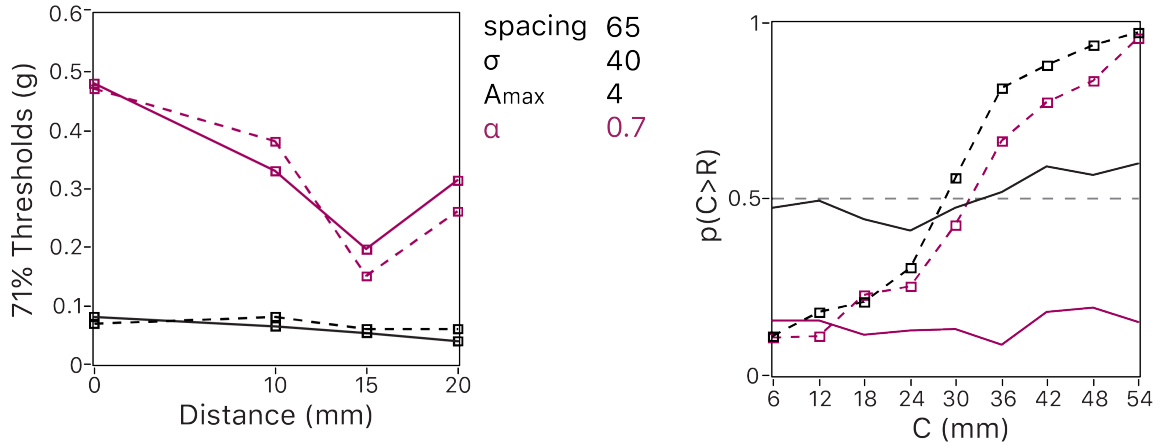 0.6
0.5
0.4
0.3
0.2
0.1
0
71% Thresholds (g)
0 10 15 20
Distance (mm)
spacing 65
σ 40
Amax 4
α 0.7
1
0.5
0
p(C>R)
6 12 18 24 30 36 42 48 54
C (mm)